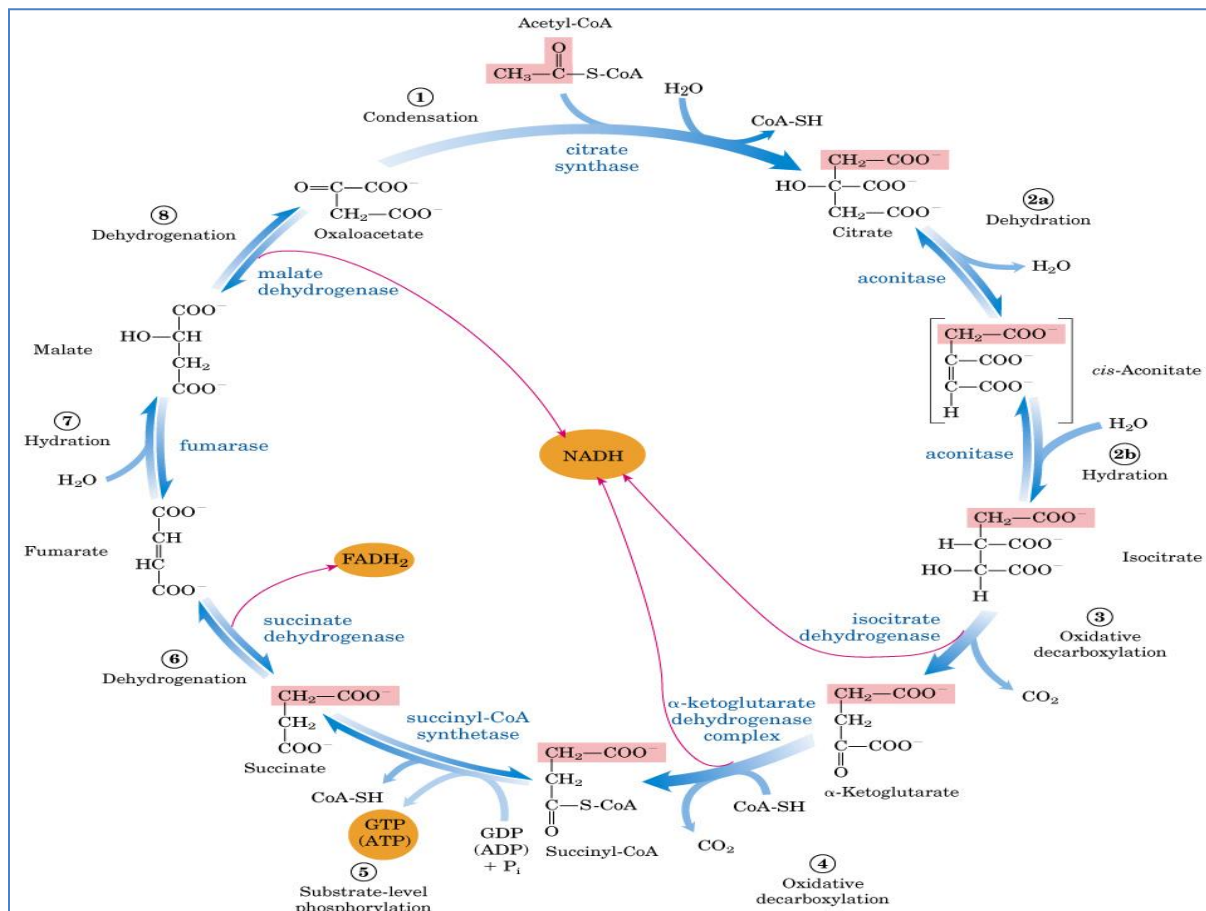 Acetyl-CoA
O
CH₃—C—S-CoA
①
Condensation
H₂O
CoA-SH
citrate
synthase
CH₂—COO⁻
HO—C—COO⁻
CH₂—COO⁻
Citrate
2a
Dehydration
H₂O
aconitase
CH₂—COO⁻
C—COO⁻
C—COO⁻
H
cis-Aconitate
H₂O
aconitase
2b
Hydration
CH₂—COO⁻
H—C—COO⁻
HO—C—COO⁻
H
Isocitrate
③
Oxidative
decarboxylation
isocitrate
dehydrogenase
CO₂
CH₂—COO⁻
CH₂
C—COO⁻
O
α-Ketoglutarate
α-ketoglutarate
dehydrogenase
complex
CoA-SH
CO₂
④
Oxidative
decarboxylation
CH₂—COO⁻
CH₂
C—S-CoA
O
Succinyl-CoA
succinyl-CoA
synthetase
GDP
(ADP)
+ Pᵢ
CoA-SH
GTP
(ATP)
⑤
Substrate-level
phosphorylation
CH₂—COO⁻
CH₂
COO⁻
Succinate
⑥
Dehydrogenation
succinate
dehydrogenase
FADH₂
COO⁻
CH
HC
COO⁻
Fumarate
⑦
Hydration
H₂O
fumarase
COO⁻
HO—CH
CH₂
COO⁻
Malate
⑧
Dehydrogenation
malate
dehydrogenase
O=C—COO⁻
CH₂—COO⁻
Oxaloacetate
NADH